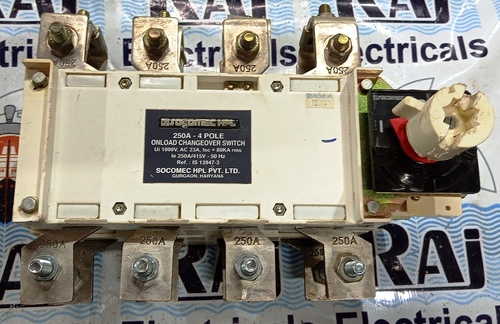 RAJ
Electricals
250A 250A 250A 250A
socomec HPL
250A - 4 POLE
ONLOAD CHANGEOVER SWITCH
Ui 1000V, AC 23A, Isc = 80KA rms
Ie 250A/415V - 50 Hz
Ref. : IS 13947-3
SOCOMEC HPL PVT. LTD.
GURGAON, HARYANA
I
250A 250A 250A 250A
RAJ
Electricals